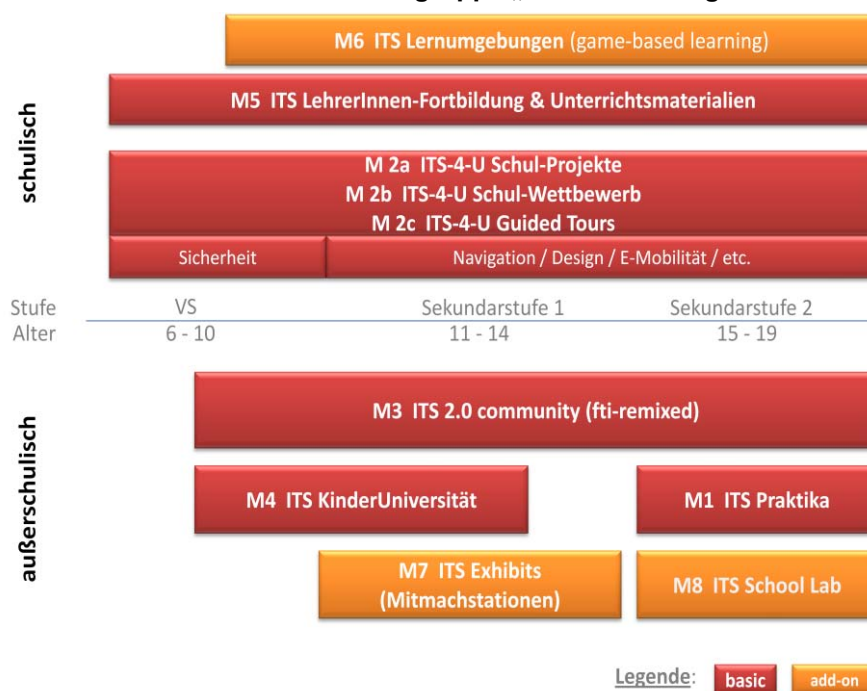 M6 ITS Lernumgebungen (game-based learning)
M5 ITS LehrerInnen-Fortbildung & Unterrichtsmaterialien
schulisch
M 2a ITS-4-U Schul-Projekte
M 2b ITS-4-U Schul-Wettbewerb
M 2c ITS-4-U Guided Tours
Sicherheit Navigation / Design / E-Mobilität / etc.
Stufe VS Sekundarstufe 1 Sekundarstufe 2
Alter 6 - 10 11 - 14 15 - 19
außerschulisch
M3 ITS 2.0 community (fti-remixed)
M4 ITS KinderUniversität M1 ITS Praktika
M7 ITS Exhibits
(Mitmachstationen)
M8 ITS School Lab
Legende: basic add-on